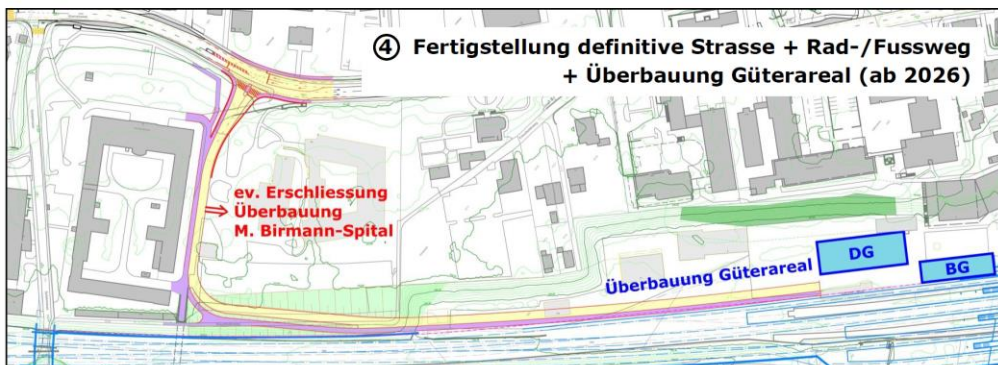 ④ Fertigstellung definitive Strasse + Rad-/Fussweg
+ Überbauung Güterareal (ab 2026)
ev. Erschliessung
⇒ Überbauung
M. Birmann-Spital
Überbauung Güterareal
DG
BG